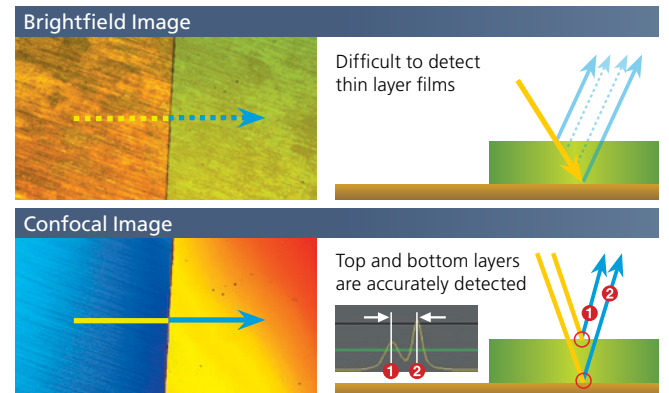 Brightfield Image
Difficult to detect
thin layer films
Confocal Image
Top and bottom layers
are accurately detected
1
2
1 2